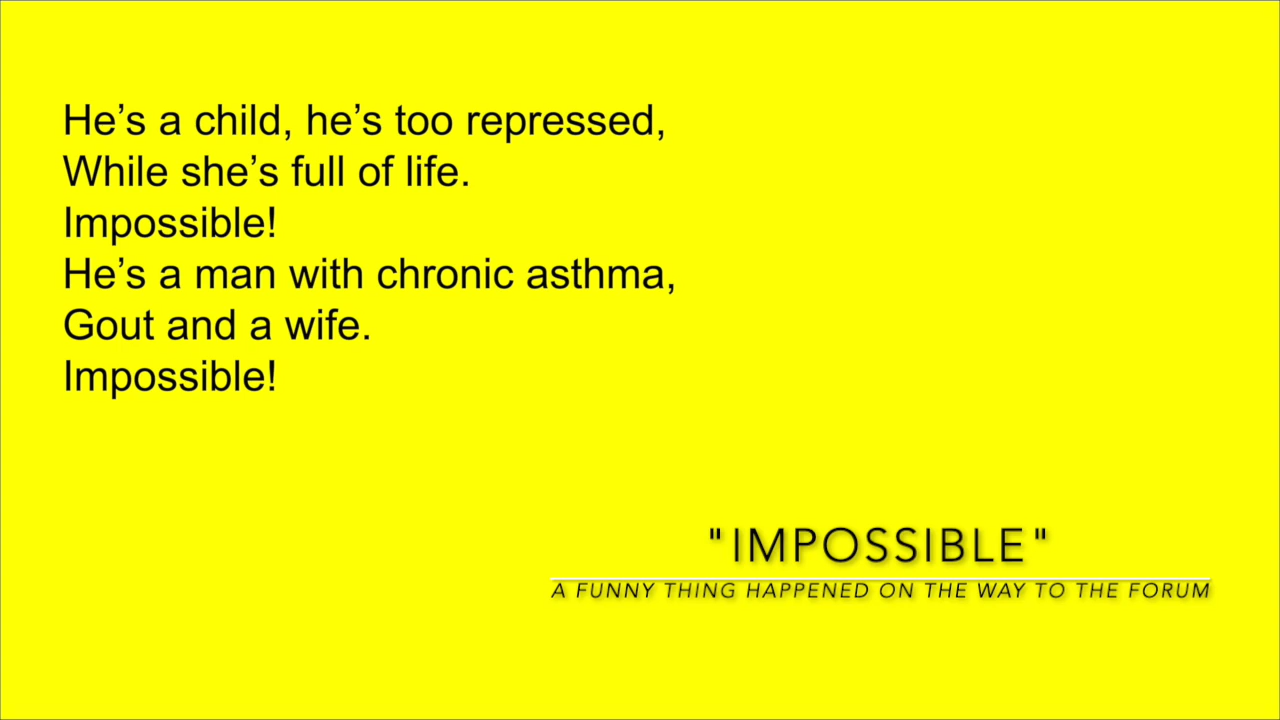 He’s a child, he’s too repressed,
While she’s full of life.
Impossible!
He’s a man with chronic asthma,
Gout and a wife.
Impossible!
"IMPOSSIBLE"
A FUNNY THING HAPPENED ON THE WAY TO THE FORUM